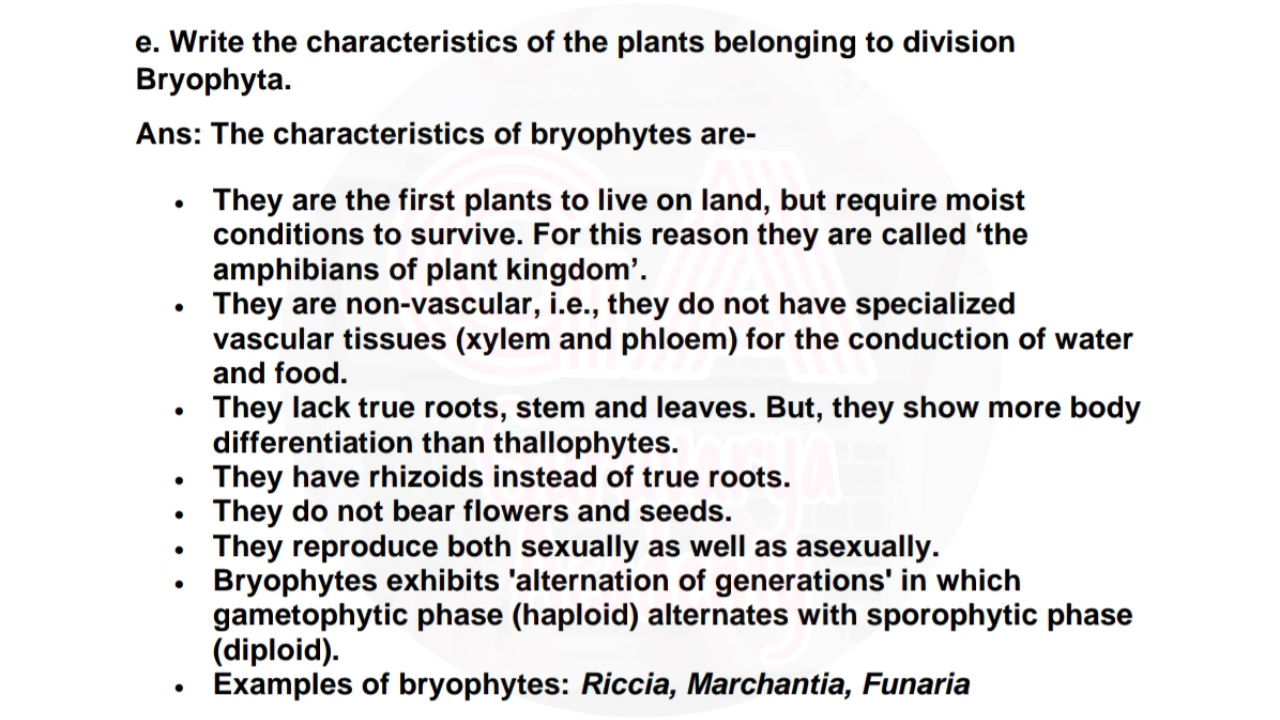 e. Write the characteristics of the plants belonging to division
Bryophyta.
Ans: The characteristics of bryophytes are-
• They are the first plants to live on land, but require moist
conditions to survive. For this reason they are called ‘the
amphibians of plant kingdom’.
• They are non-vascular, i.e., they do not have specialized
vascular tissues (xylem and phloem) for the conduction of water
and food.
• They lack true roots, stem and leaves. But, they show more body
differentiation than thallophytes.
• They have rhizoids instead of true roots.
• They do not bear flowers and seeds.
• They reproduce both sexually as well as asexually.
• Bryophytes exhibits 'alternation of generations' in which
gametophytic phase (haploid) alternates with sporophytic phase
(diploid).
• Examples of bryophytes: Riccia, Marchantia, Funaria
GA